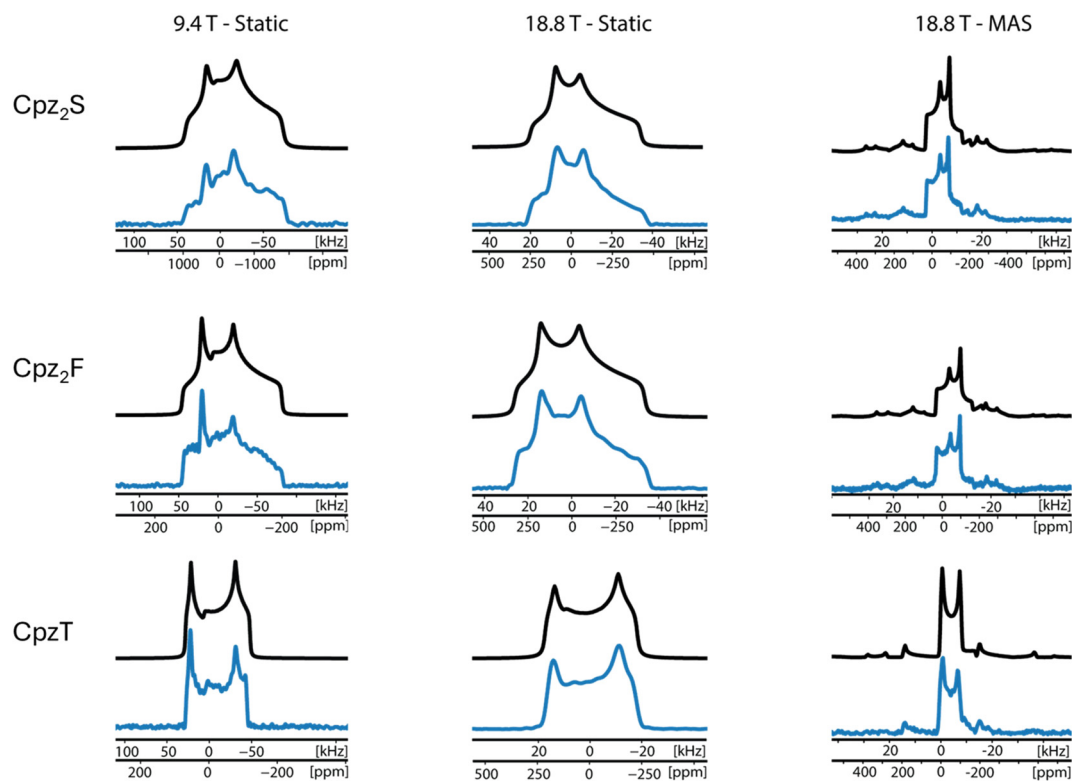 9.4 T - Static 18.8 T - Static 18.8 T - MAS
Cpz₂S
100 50 0 −50 [kHz] 40 20 0 −20 −40 [kHz] 20 0 -20 [kHz]
1000 0 −1000 [ppm] 500 250 0 −250 [ppm] 400 200 0 -200 -400 [ppm]
Cpz₂F
100 50 0 −50 [kHz] 40 20 0 −20 −40 [kHz] 20 0 -20 [kHz]
200 0 −200 [ppm] 500 250 0 −250 [ppm] 400 200 0 -200 [ppm]
CpzT
100 50 0 −50 [kHz] 20 0 −20 [kHz] 20 0 -20 [kHz]
200 0 −200 [ppm] 500 250 0 −250 [ppm] 400 200 0 -200 [ppm]